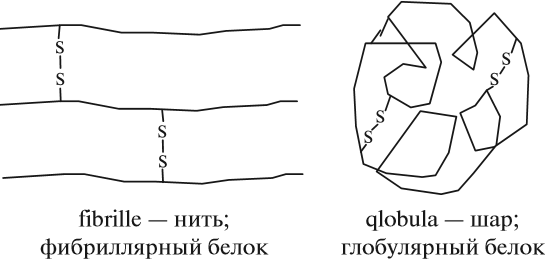 S
S
S
S
S
S
S
S
fibrille — нить;
фибриллярный белок
qlobula — шар;
глобулярный белок